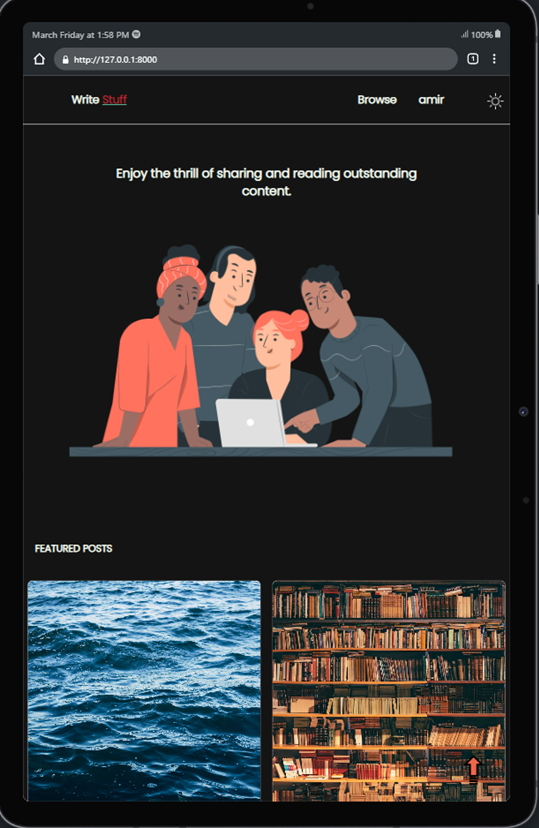 March Friday at 1:58 PM
100%
http://127.0.0.1:8000
1
Write Stuff
Browse
amir
Enjoy the thrill of sharing and reading outstanding
content.
FEATURED POSTS